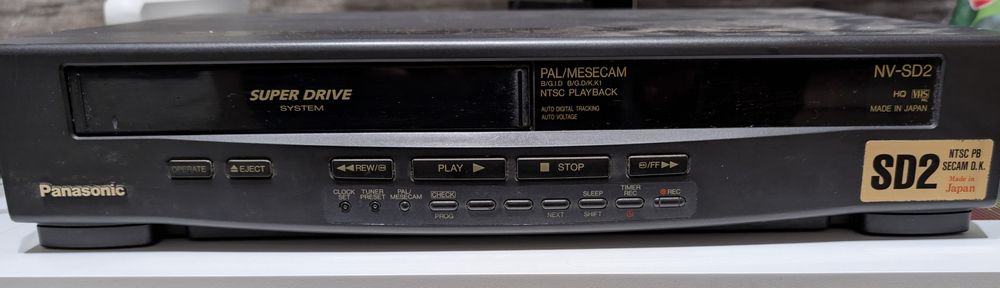 SUPER DRIVE
SYSTEM
PAL/MESECAM
B/G.I.D B/G.D/K.K1
NTSC PLAYBACK
AUTO DIGITAL TRACKING
AUTO VOLTAGE
NV-SD2
HQ VHS
MADE IN JAPAN
OPERATE
EJECT
REW/
PLAY
STOP
/FF
Panasonic
CLOCK SET
TUNER PRESET
PAL/ MESECAM
CHECK
PROG
NEXT
SLEEP
SHIFT
TIMER REC
REC
SD2
NTSC PB
SECAM D.K.
Made in
Japan